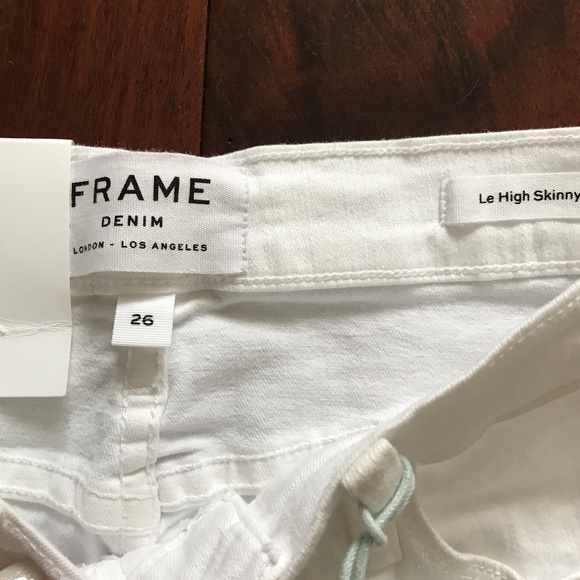 FRAME
DENIM
LONDON - LOS ANGELES
Le High Skinny
26